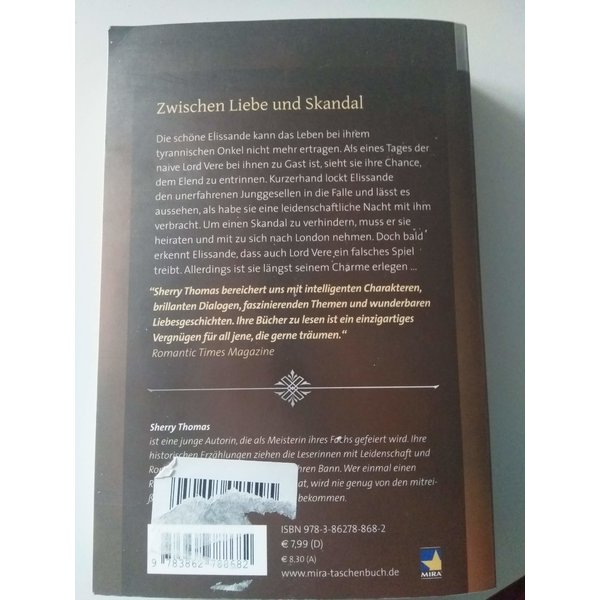 Zwischen Liebe und Skandal
Die schöne Elissande kann das Leben bei ihrem
tyrannischen Onkel nicht mehr ertragen. Als eines Tages der
naive Lord Vere bei ihnen zu Gast ist, sieht sie ihre Chance,
dem Elend zu entrinnen. Kurzerhand lockt Elissande
den unerfahrenen Junggesellen in die Falle und lässt es
aussehen, als habe sie eine leidenschaftliche Nacht mit ihm
verbracht. Um einen Skandal zu verhindern, muss er sie
heiraten und mit zu sich nach London nehmen. Doch bald
erkennt Elissande, dass auch Lord Vere ein falsches Spiel
treibt. Allerdings ist sie längst seinem Charme erlegen ...
"Sherry Thomas bereichert uns mit intelligenten Charakteren,
brillanten Dialogen, faszinierenden Themen und wunderbaren
Liebesgeschichten. Ihre Bücher zu lesen ist ein einzigartiges
Vergnügen für all jene, die gerne träumen."
Romantic Times Magazine
Sherry Thomas
ist eine junge Autorin, die als Meisterin ihres Fachs gefeiert wird. Ihre
historischen Erzählungen ziehen die Leserinnen mit Leidenschaft und
Bann. Wer einmal einen
wird nie genug von den mitrei-
bekommen.
ISBN 978-3-86278-868-2
€ 7,99 (D)
€ 8,30 (A)
www.mira-taschenbuch.de
MIRA